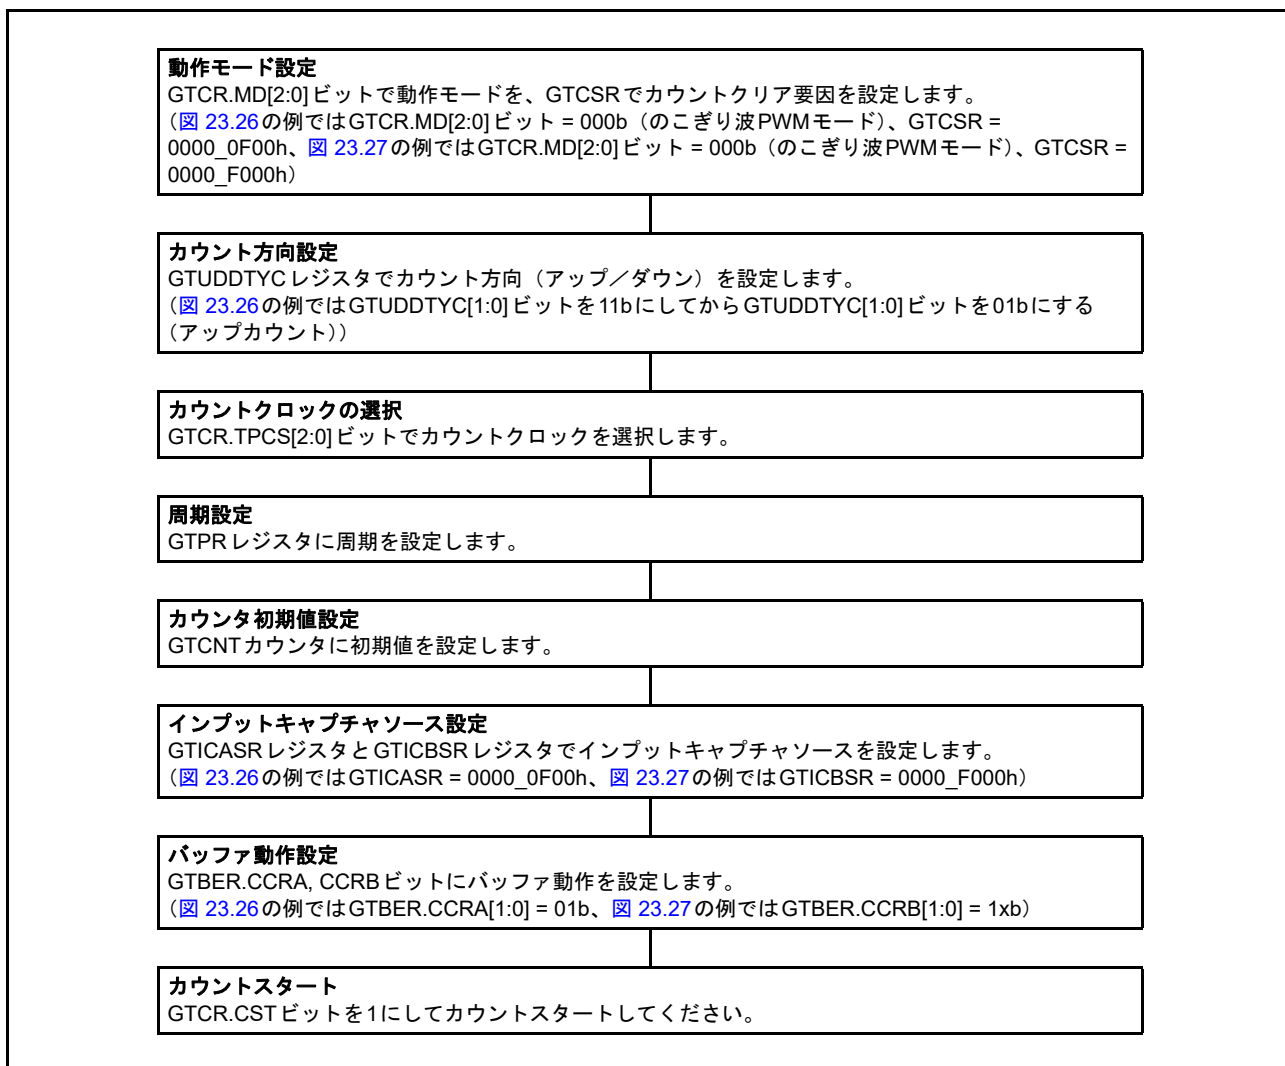 動作モード設定
GTCR.MD[2:0]ビットで動作モードを、GTCSRでカウントクリア要因を設定します。
（図 23.26の例ではGTCR.MD[2:0]ビット = 000b（のこぎり波PWMモード）、GTCSR =
0000_0F00h、図 23.27の例ではGTCR.MD[2:0]ビット = 000b（のこぎり波PWMモード）、GTCSR =
0000_F000h）
カウント方向設定
GTUDDTYCレジスタでカウント方向（アップ／ダウン）を設定します。
（図 23.26の例ではGTUDDTYC[1:0]ビットを11bにしてからGTUDDTYC[1:0]ビットを01bにする
（アップカウント））
カウントクロックの選択
GTCR.TPCS[2:0]ビットでカウントクロックを選択します。
周期設定
GTPRレジスタに周期を設定します。
カウンタ初期値設定
GTCNTカウンタに初期値を設定します。
インプットキャプチャソース設定
GTICASRレジスタとGTICBSRレジスタでインプットキャプチャソースを設定します。
（図 23.26の例ではGTICASR = 0000_0F00h、図 23.27の例ではGTICBSR = 0000_F000h）
バッファ動作設定
GTBER.CCRA, CCRBビットにバッファ動作を設定します。
（図 23.26の例ではGTBER.CCRA[1:0] = 01b、図 23.27の例ではGTBER.CCRB[1:0] = 1xb）
カウントスタート
GTCR.CSTビットを1にしてカウントスタートしてください。